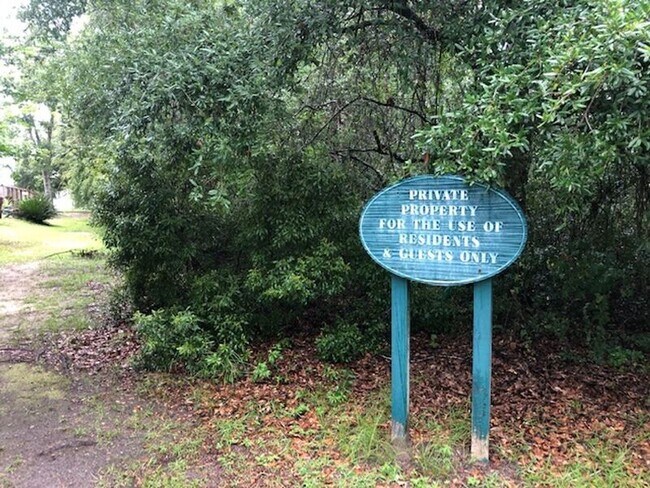 PRIVATE
PROPERTY
FOR THE USE OF
RESIDENTS
& GUESTS ONLY